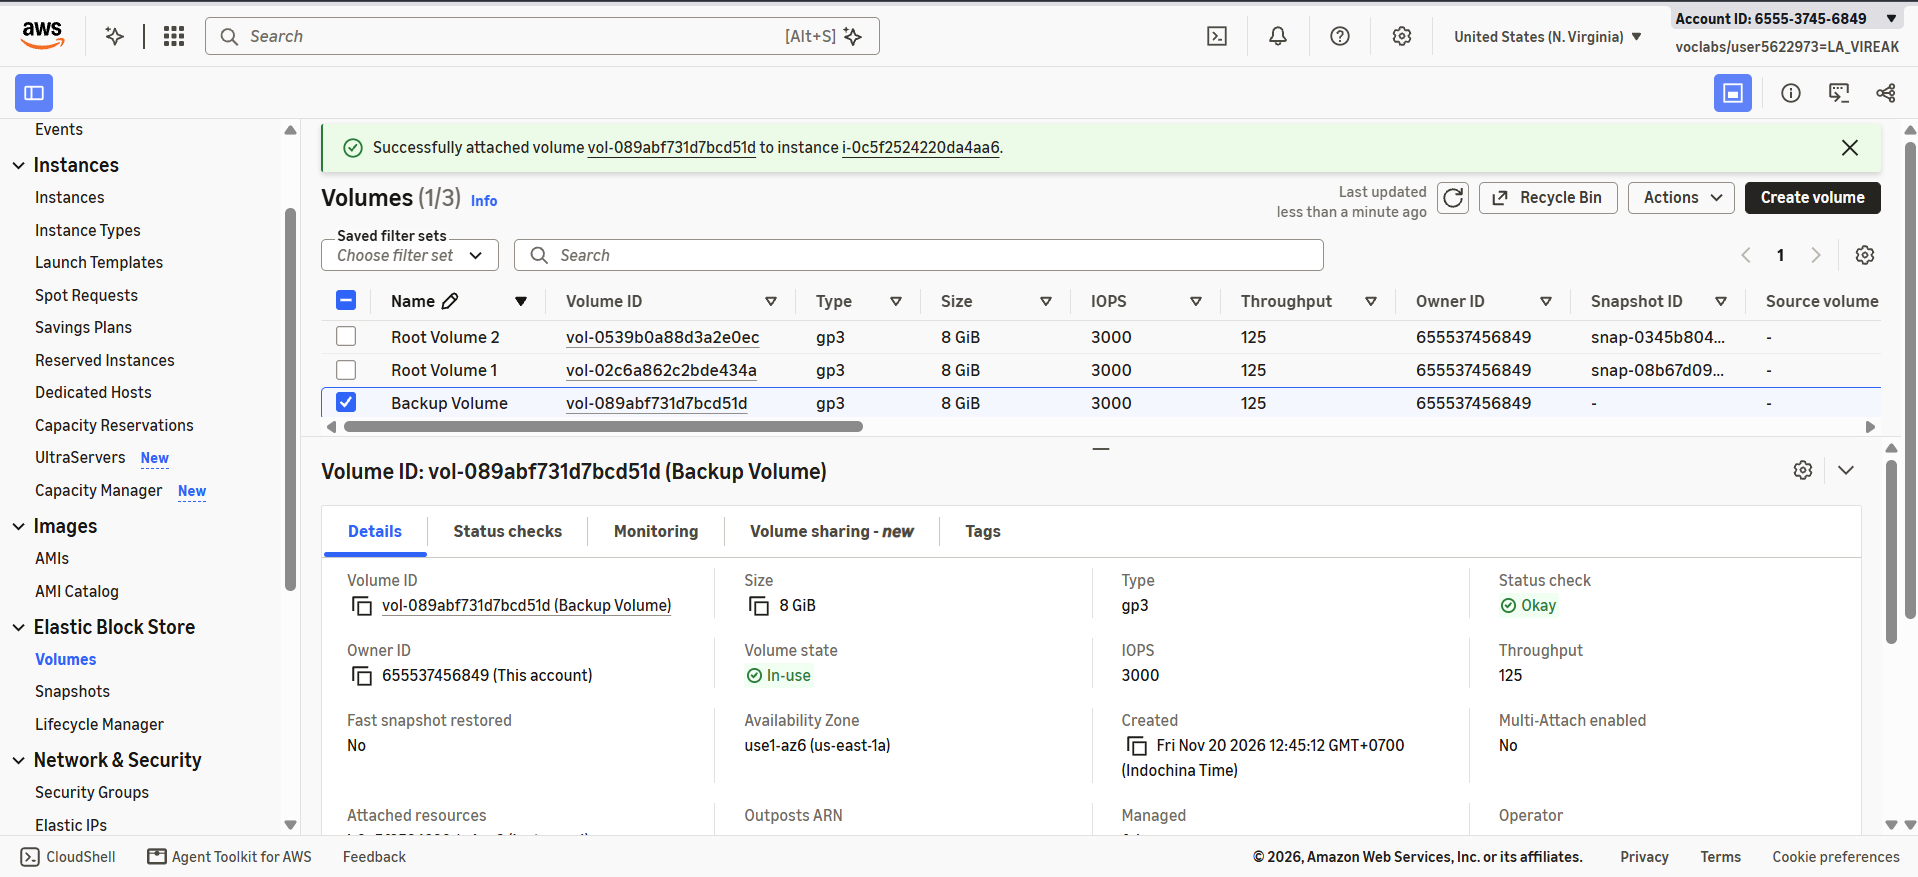 aws
Search
[Alt+S]
United States (N. Virginia)
Account ID: 6555-3745-6849
voclabs/user5622973=LA_VIREAK
Events
Instances
Instances
Instance Types
Launch Templates
Spot Requests
Savings Plans
Reserved Instances
Dedicated Hosts
Capacity Reservations
UltraServers New
Capacity Manager New
Images
AMIs
AMI Catalog
Elastic Block Store
Volumes
Snapshots
Lifecycle Manager
Network & Security
Security Groups
Elastic IPs
Successfully attached volume vol-089abf731d7bcd51d to instance i-0c5f2524220da4aa6.
Volumes (1/3) Info
Last updated
less than a minute ago
Recycle Bin
Actions
Create volume
Saved filter sets
Choose filter set
Search
1
Name Volume ID Type Size IOPS Throughput Owner ID Snapshot ID Source volume
Root Volume 2 vol-0539b0a88d3a2e0ec gp3 8 GiB 3000 125 655537456849 snap-0345b804... -
Root Volume 1 vol-02c6a862c2bde434a gp3 8 GiB 3000 125 655537456849 snap-08b67d09... -
Backup Volume vol-089abf731d7bcd51d gp3 8 GiB 3000 125 655537456849 - -
Volume ID: vol-089abf731d7bcd51d (Backup Volume)
Details Status checks Monitoring Volume sharing - new Tags
Volume ID Size Type Status check
vol-089abf731d7bcd51d (Backup Volume) 8 GiB gp3 Okay
Owner ID Volume state IOPS Throughput
655537456849 (This account) In-use 3000 125
Fast snapshot restored Availability Zone Created Multi-Attach enabled
No use1-az6 (us-east-1a) Fri Nov 20 2026 12:45:12 GMT+0700 No
(Indochina Time)
Attached resources Outposts ARN Managed Operator
CloudShell Agent Toolkit for AWS Feedback © 2026, Amazon Web Services, Inc. or its affiliates. Privacy Terms Cookie preferences